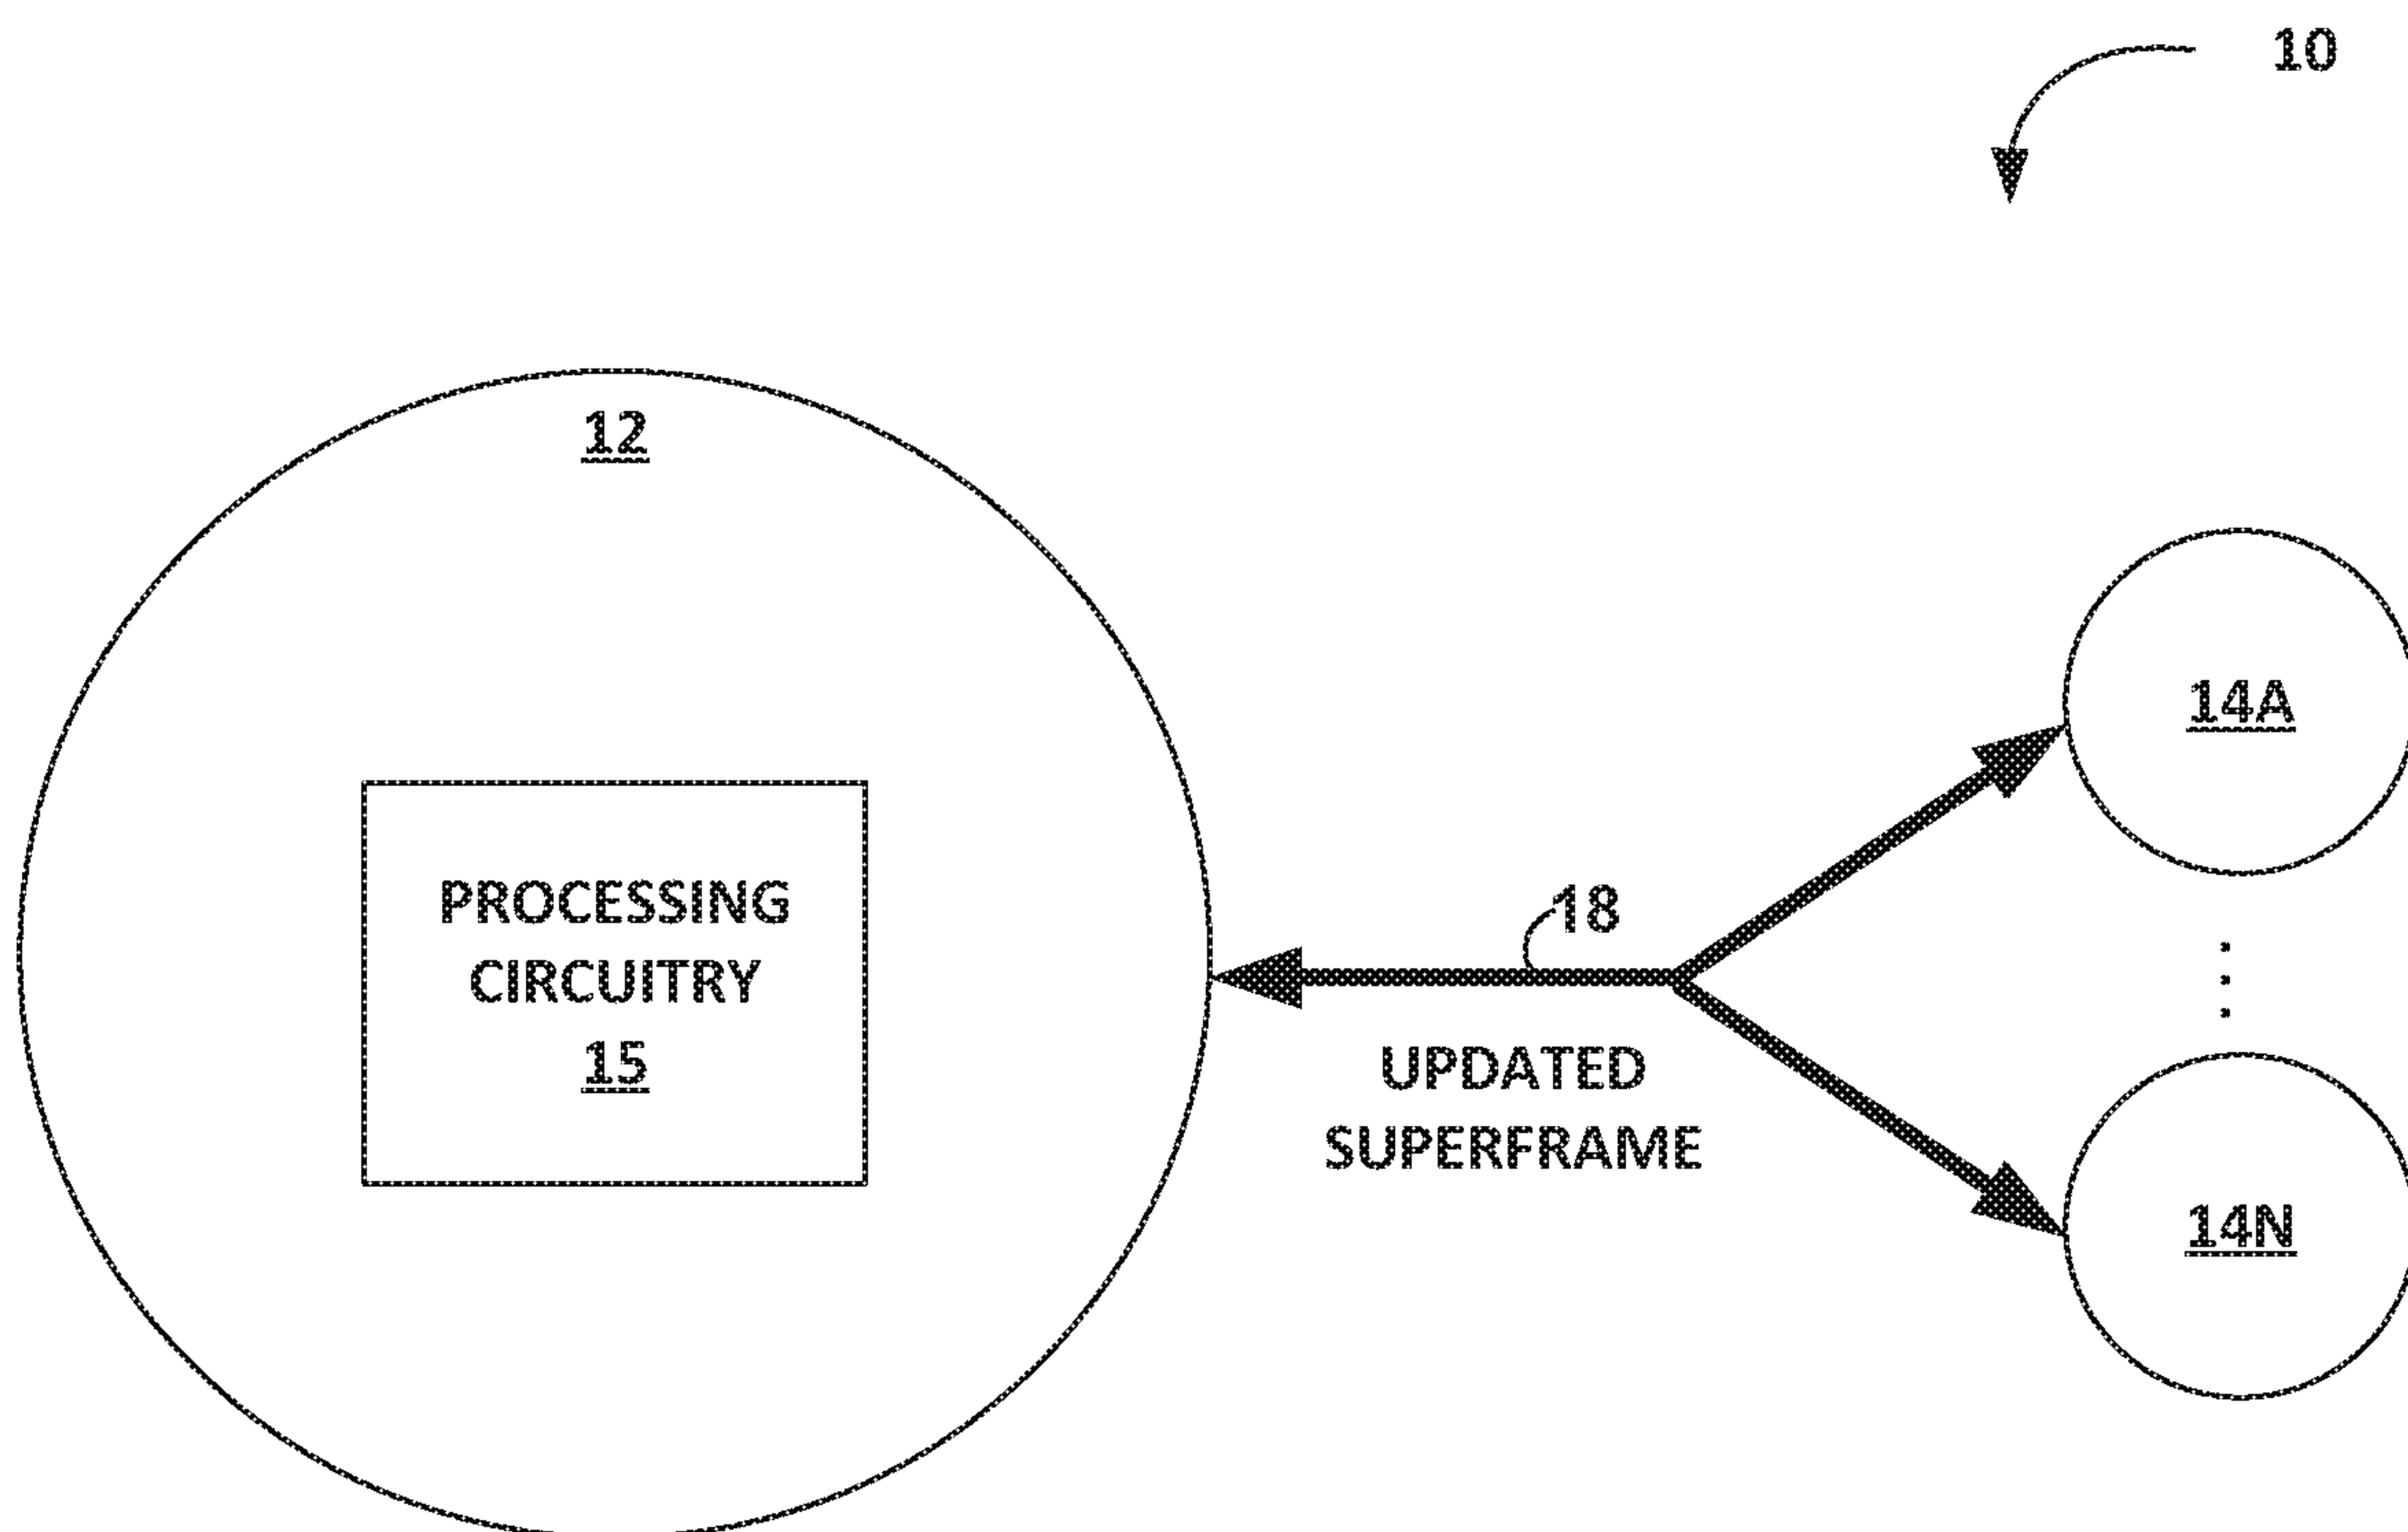 10
12
14A
PROCESSING
CIRCUITRY
15
18
UPDATED
SUPERFRAME
14N